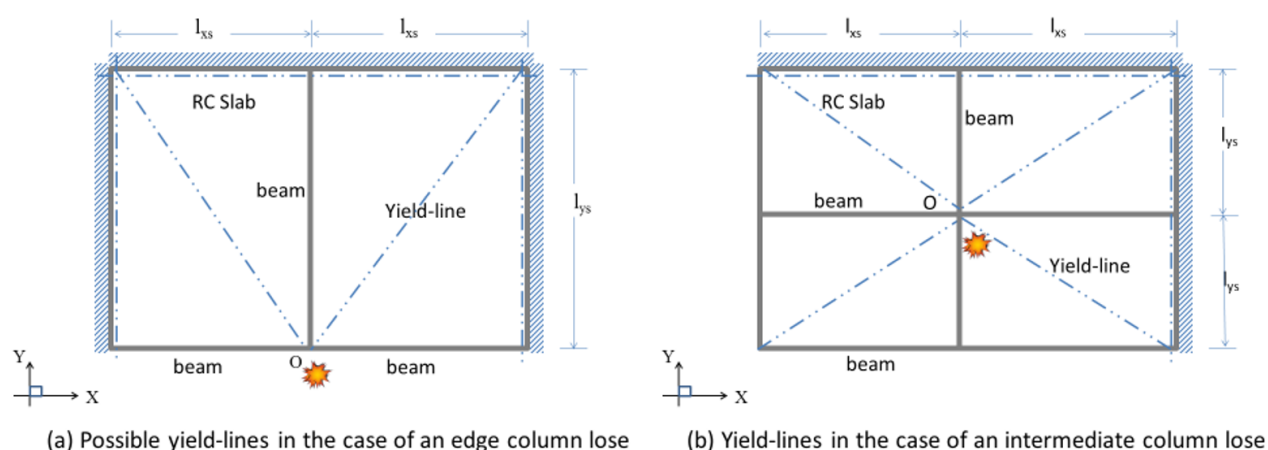 lxs lxs
RC Slab
beam
Yield-line
lys
O
beam beam
Y
X
(a) Possible yield-lines in the case of an edge column lose
lxs lxs
RC Slab
beam
lys
beam O
Yield-line
lys
beam
Y
X
(b) Yield-lines in the case of an intermediate column lose